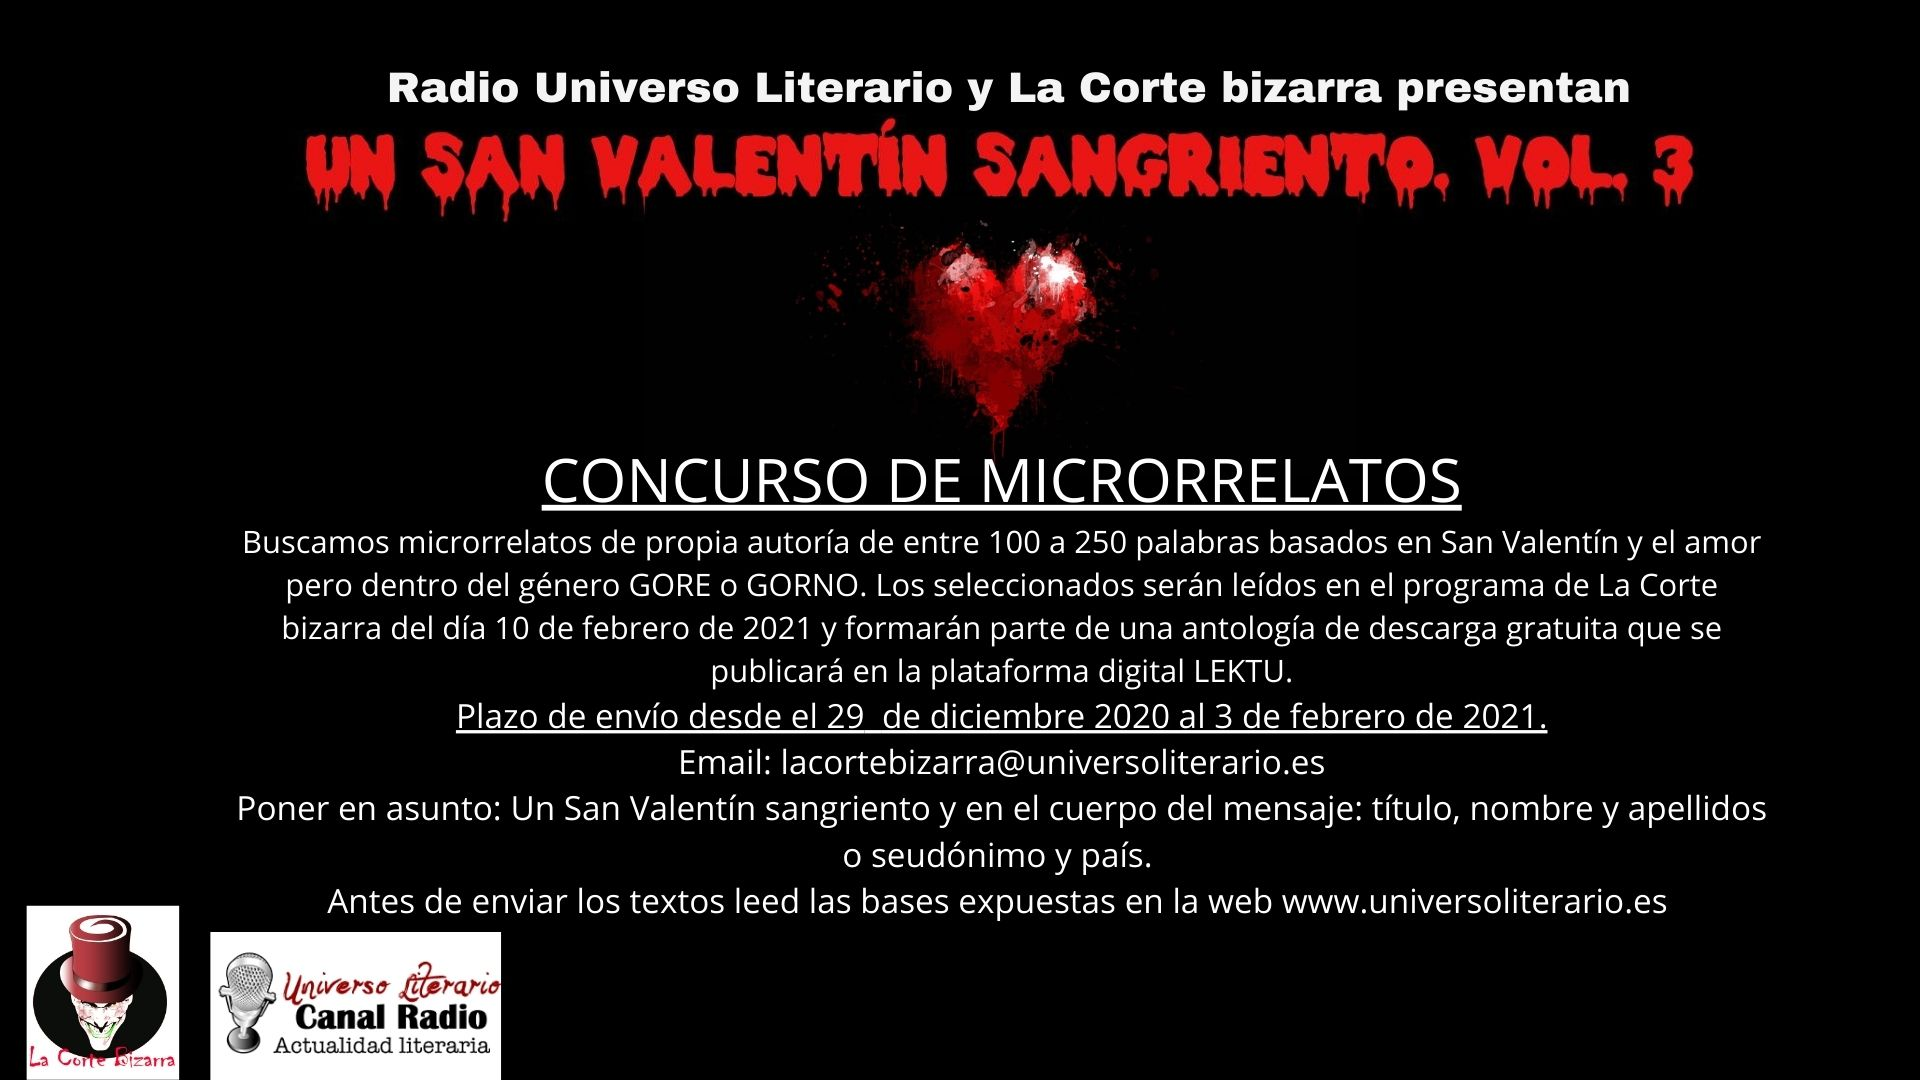 Radio Universo Literario y La Corte bizarra presentan
UN SAN VALENTÍN SANGRIENTO. VOL. 3
CONCURSO DE MICRORRELATOS
Buscamos microrrelatos de propia autoría de entre 100 a 250 palabras basados en San Valentín y el amor
pero dentro del género GORE o GORNO. Los seleccionados serán leídos en el programa de La Corte
bizarra del día 10 de febrero de 2021 y formarán parte de una antología de descarga gratuita que se
publicará en la plataforma digital LEKTU.
Plazo de envío desde el 29  de diciembre 2020 al 3 de febrero de 2021.
Email: lacortebizarra@universoliterario.es
Poner en asunto: Un San Valentín sangriento y en el cuerpo del mensaje: título, nombre y apellidos
o seudónimo y país.
Antes de enviar los textos leed las bases expuestas en la web www.universoliterario.es
La Corte Bizarra
Universo Literario
Canal Radio
Actualidad literaria